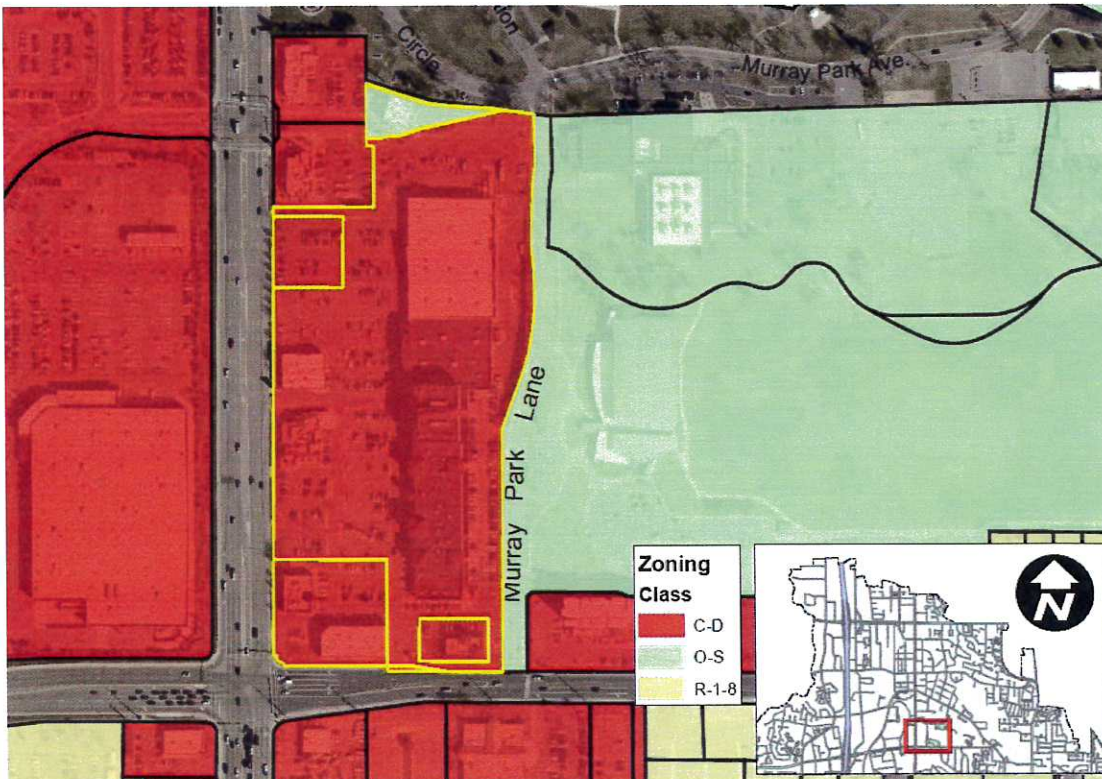 Circle
Murray Park Ave.
Murray Park Lane
Zoning
Class
C-D
O-S
R-1-8
N